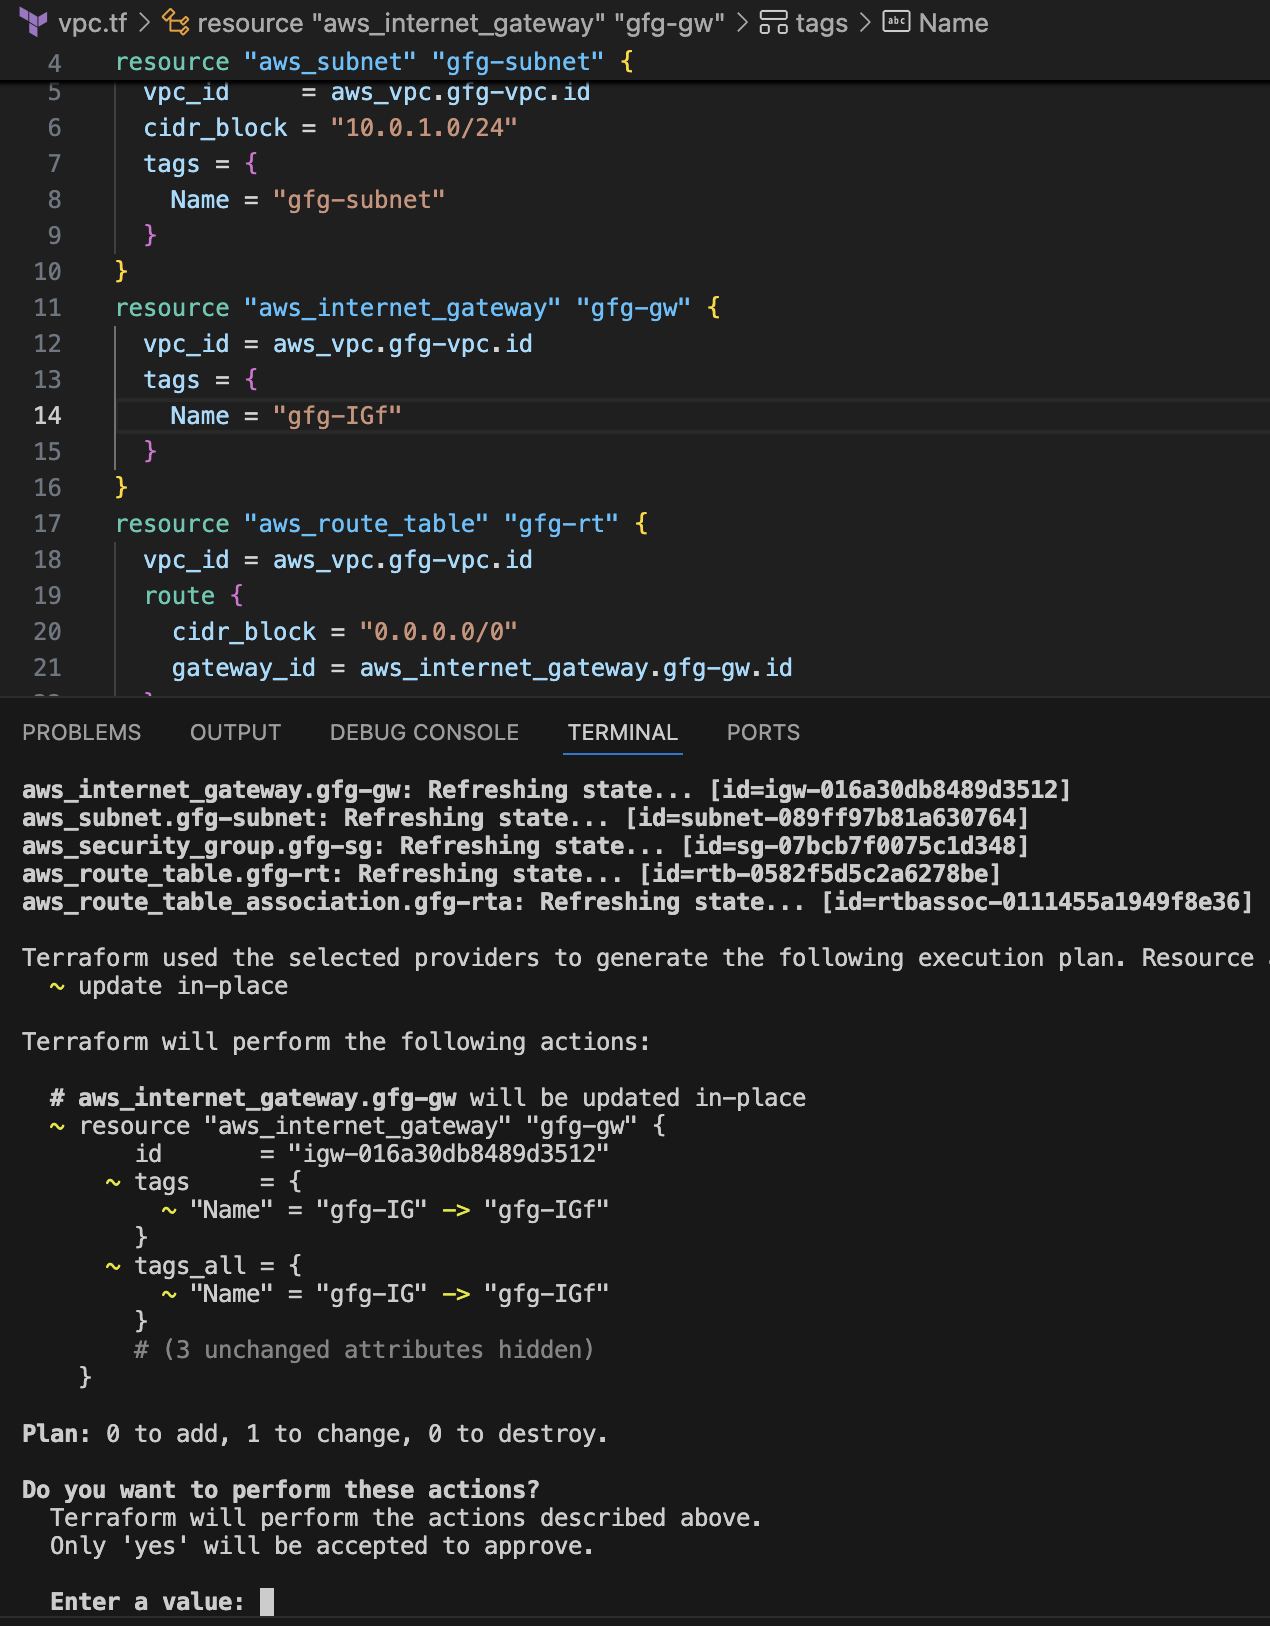 vpc.tf > resource "aws_internet_gateway" "gfg-gw" > tags > abc Name
4 resource "aws_subnet" "gfg-subnet" {
5 vpc_id     = aws_vpc.gfg-vpc.id
6 cidr_block = "10.0.1.0/24"
7 tags = {
8 Name = "gfg-subnet"
9 }
10 }
11 resource "aws_internet_gateway" "gfg-gw" {
12 vpc_id = aws_vpc.gfg-vpc.id
13 tags = {
14 Name = "gfg-IGf"
15 }
16 }
17 resource "aws_route_table" "gfg-rt" {
18 vpc_id = aws_vpc.gfg-vpc.id
19 route {
20 cidr_block = "0.0.0.0/0"
21 gateway_id = aws_internet_gateway.gfg-gw.id
PROBLEMS OUTPUT DEBUG CONSOLE TERMINAL PORTS
aws_internet_gateway.gfg-gw: Refreshing state... [id=igw-016a30db8489d3512]
aws_subnet.gfg-subnet: Refreshing state... [id=subnet-089ff97b81a630764]
aws_security_group.gfg-sg: Refreshing state... [id=sg-07bcb7f0075c1d348]
aws_route_table.gfg-rt: Refreshing state... [id=rtb-0582f5d5c2a6278be]
aws_route_table_association.gfg-rta: Refreshing state... [id=rtbassoc-0111455a1949f8e36]
Terraform used the selected providers to generate the following execution plan. Resource
~ update in-place
Terraform will perform the following actions:
# aws_internet_gateway.gfg-gw will be updated in-place
~ resource "aws_internet_gateway" "gfg-gw" {
id       = "igw-016a30db8489d3512"
~ tags     = {
~ "Name" = "gfg-IG" -> "gfg-IGf"
}
~ tags_all = {
~ "Name" = "gfg-IG" -> "gfg-IGf"
}
# (3 unchanged attributes hidden)
}
Plan: 0 to add, 1 to change, 0 to destroy.
Do you want to perform these actions?
Terraform will perform the actions described above.
Only 'yes' will be accepted to approve.
Enter a value: